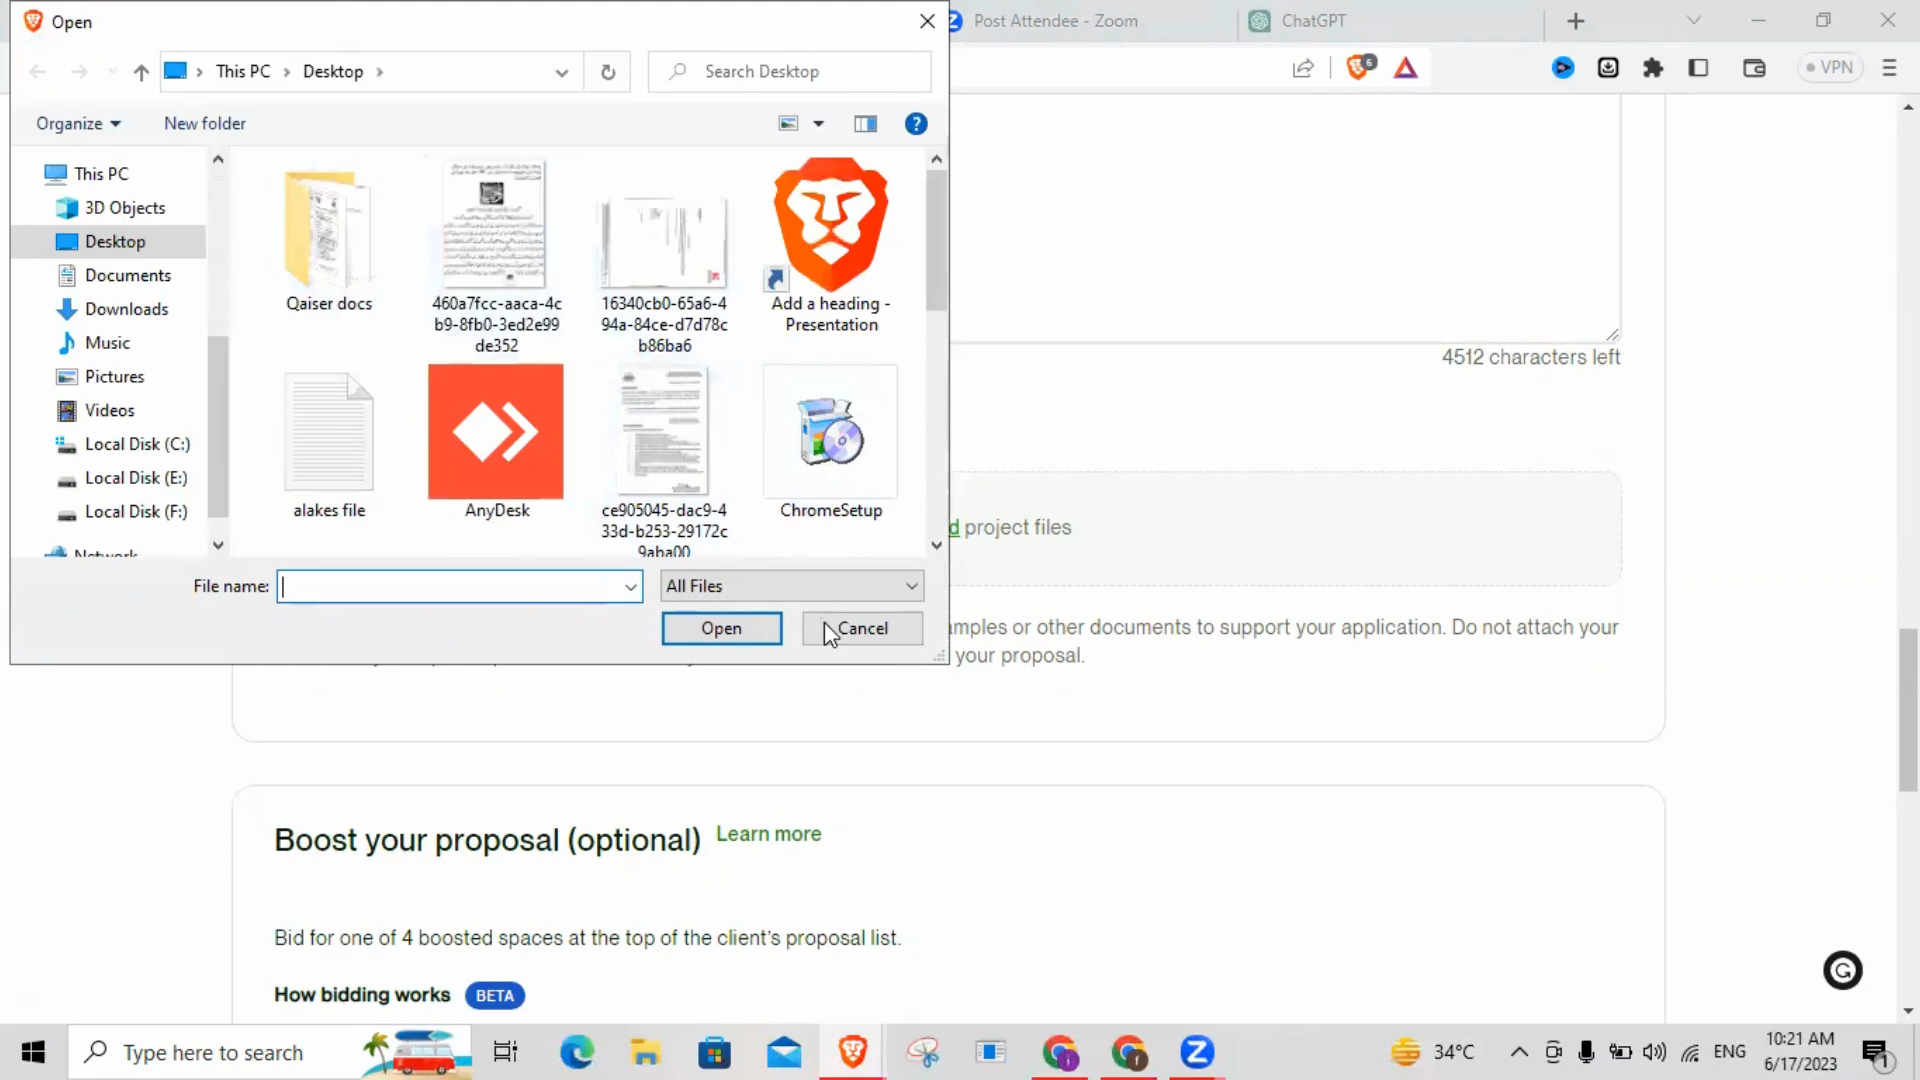 Open
Post Attendee - Zoom
ChatGPT
This PC
Desktop
Search Desktop
6
VPN
Organize
New folder
This PC
3D Objects
Desktop
Documents
Downloads
Music
Pictures
Videos
Local Disk (C:)
Local Disk (E:)
Local Disk (F:)
Network
Qaiser docs
460a7fcc-aaca-4c
b9-8fb0-3ed2e99
de352
16340cb0-65a6-4
94a-84ce-d7d78c
b86ba6
Add a heading -
Presentation
alakes file
AnyDesk
ce905045-dac9-4
33d-b253-29172c
9aba00
ChromeSetup
File name:
All Files
Open
Cancel
4512 characters left
d project files
mples or other documents to support your application. Do not attach your
your proposal.
Boost your proposal (optional) Learn more
Bid for one of 4 boosted spaces at the top of the client's proposal list.
How bidding works BETA
Type here to search
34°C
ENG
10:21 AM
6/17/2023
1